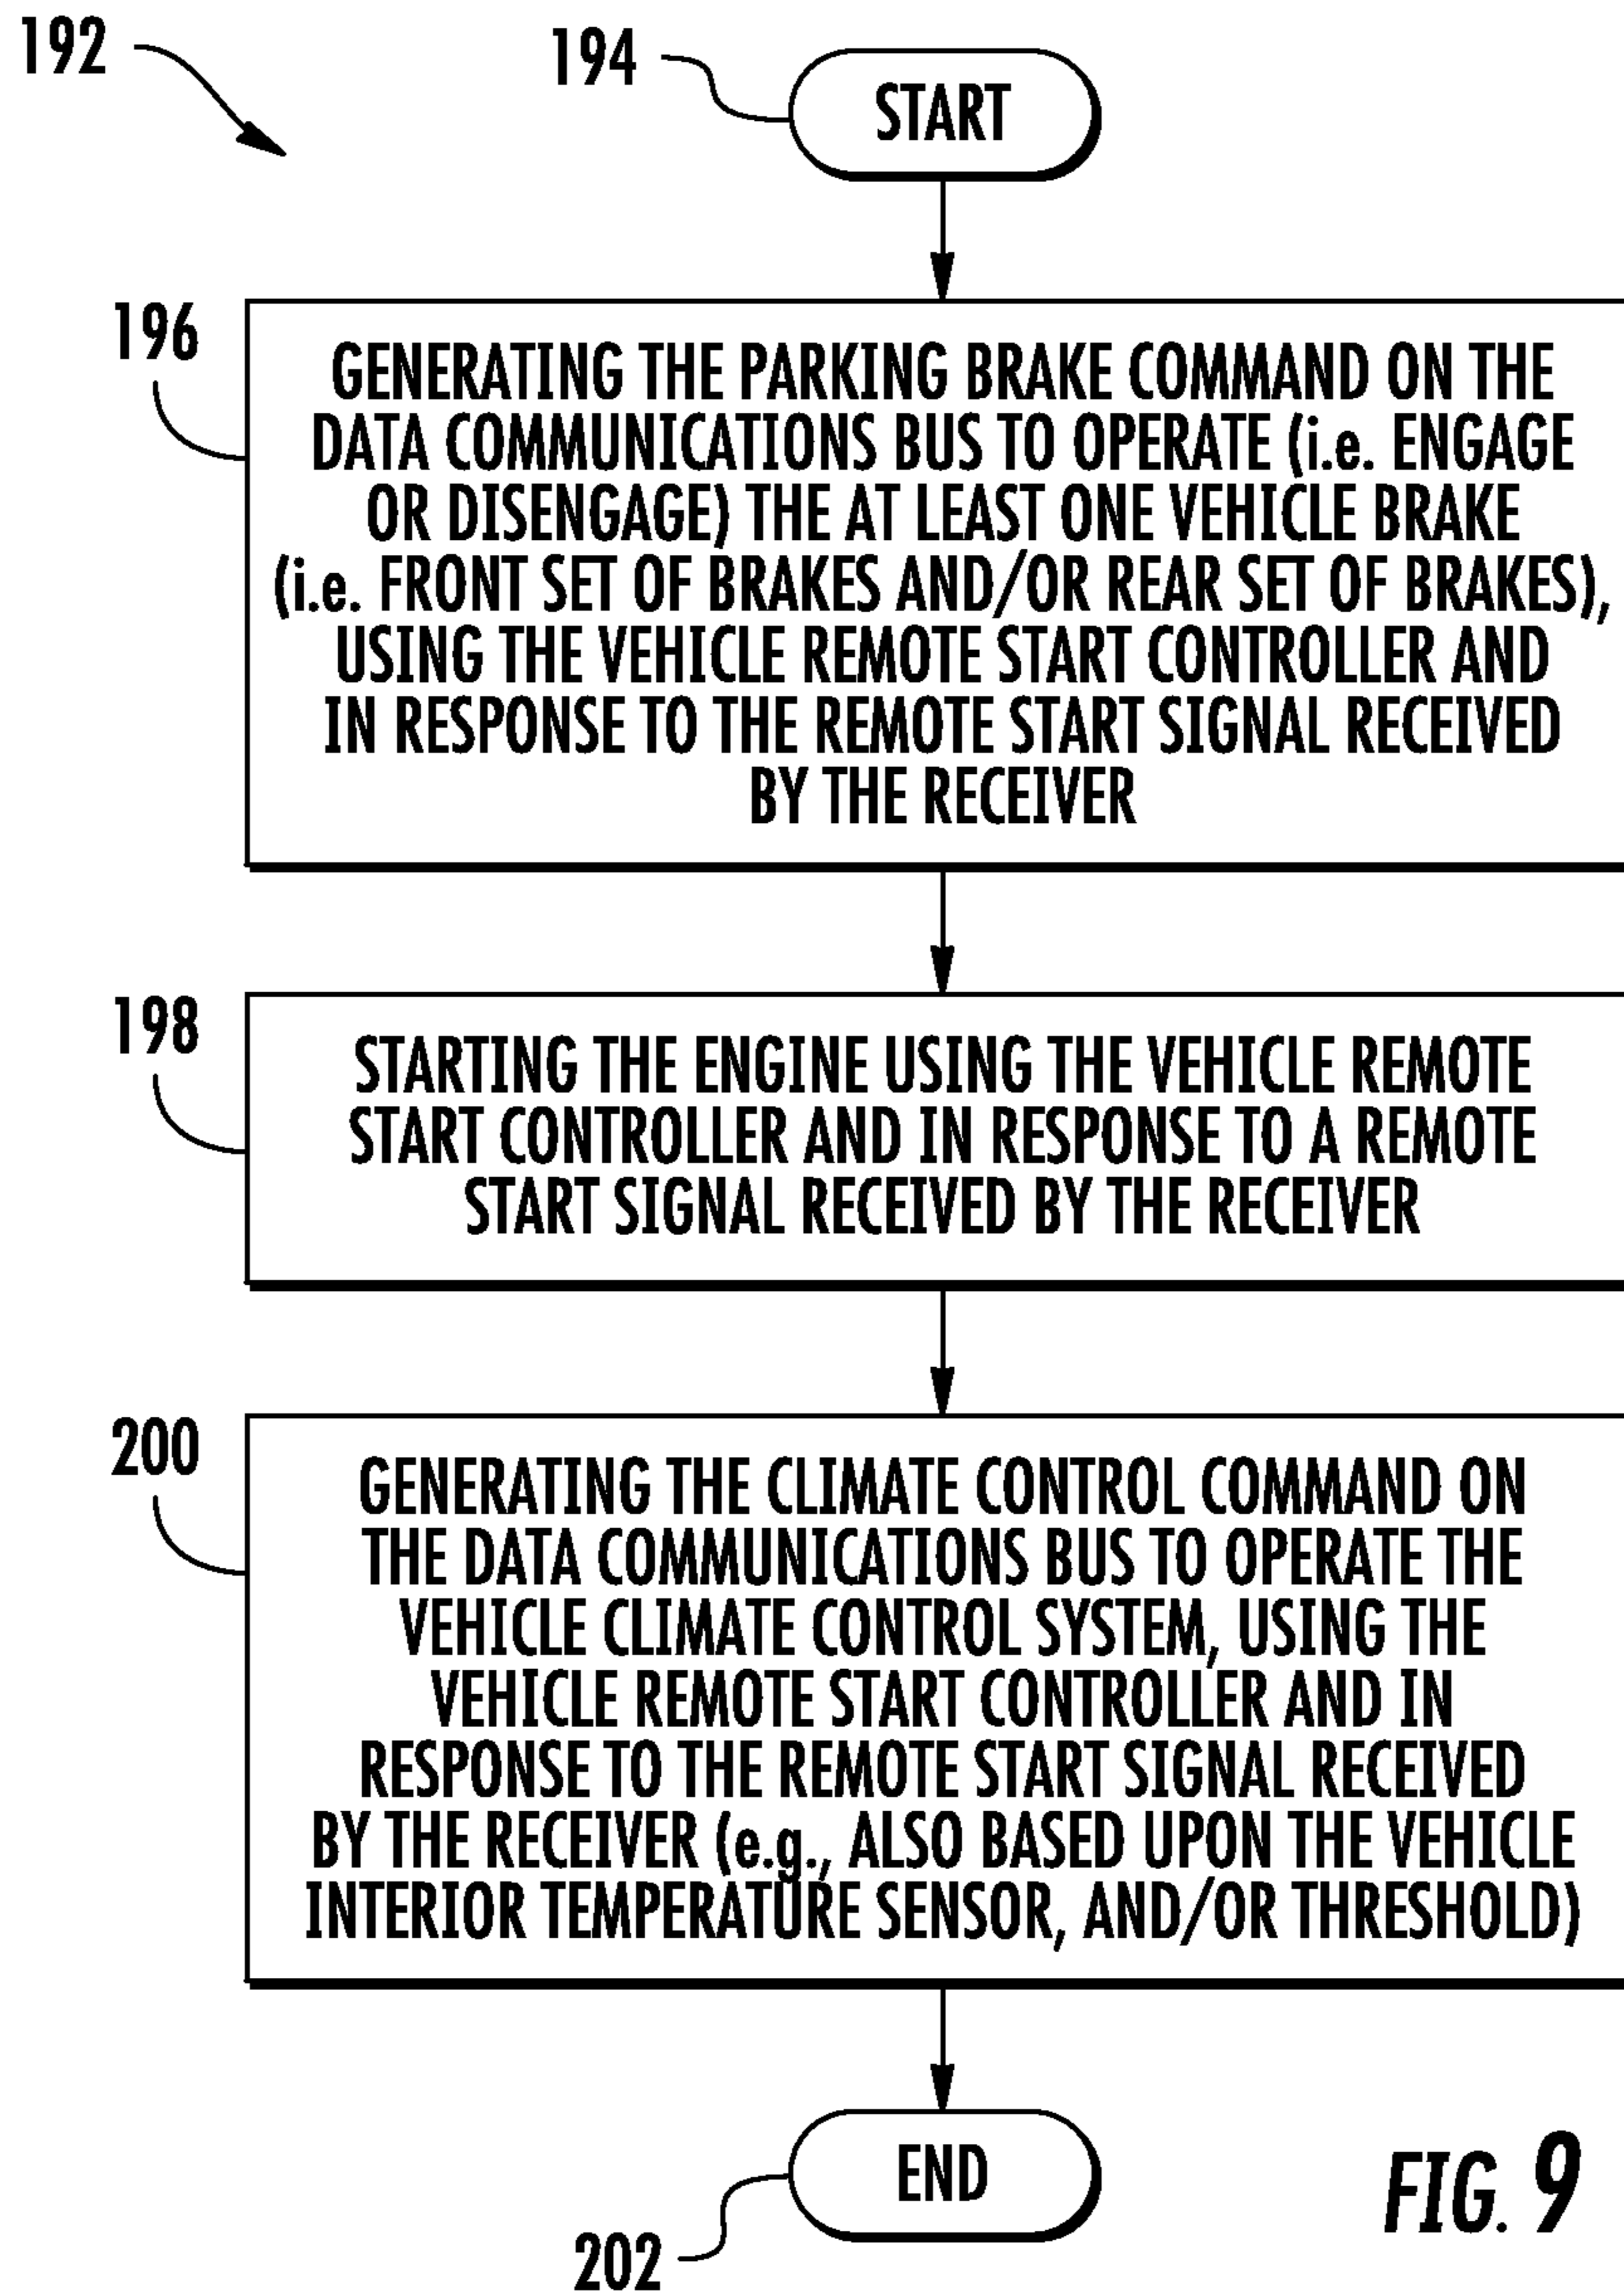 192
194
START
196
GENERATING THE PARKING BRAKE COMMAND ON THE
DATA COMMUNICATIONS BUS TO OPERATE (i.e. ENGAGE
OR DISENGAGE) THE AT LEAST ONE VEHICLE BRAKE
(i.e. FRONT SET OF BRAKES AND/OR REAR SET OF BRAKES),
USING THE VEHICLE REMOTE START CONTROLLER AND
IN RESPONSE TO THE REMOTE START SIGNAL RECEIVED
BY THE RECEIVER
198
STARTING THE ENGINE USING THE VEHICLE REMOTE
START CONTROLLER AND IN RESPONSE TO A REMOTE
START SIGNAL RECEIVED BY THE RECEIVER
200
GENERATING THE CLIMATE CONTROL COMMAND ON
THE DATA COMMUNICATIONS BUS TO OPERATE THE
VEHICLE CLIMATE CONTROL SYSTEM, USING THE
VEHICLE REMOTE START CONTROLLER AND IN
RESPONSE TO THE REMOTE START SIGNAL RECEIVED
BY THE RECEIVER (e.g., ALSO BASED UPON THE VEHICLE
INTERIOR TEMPERATURE SENSOR, AND/OR THRESHOLD)
END
202
FIG. 9